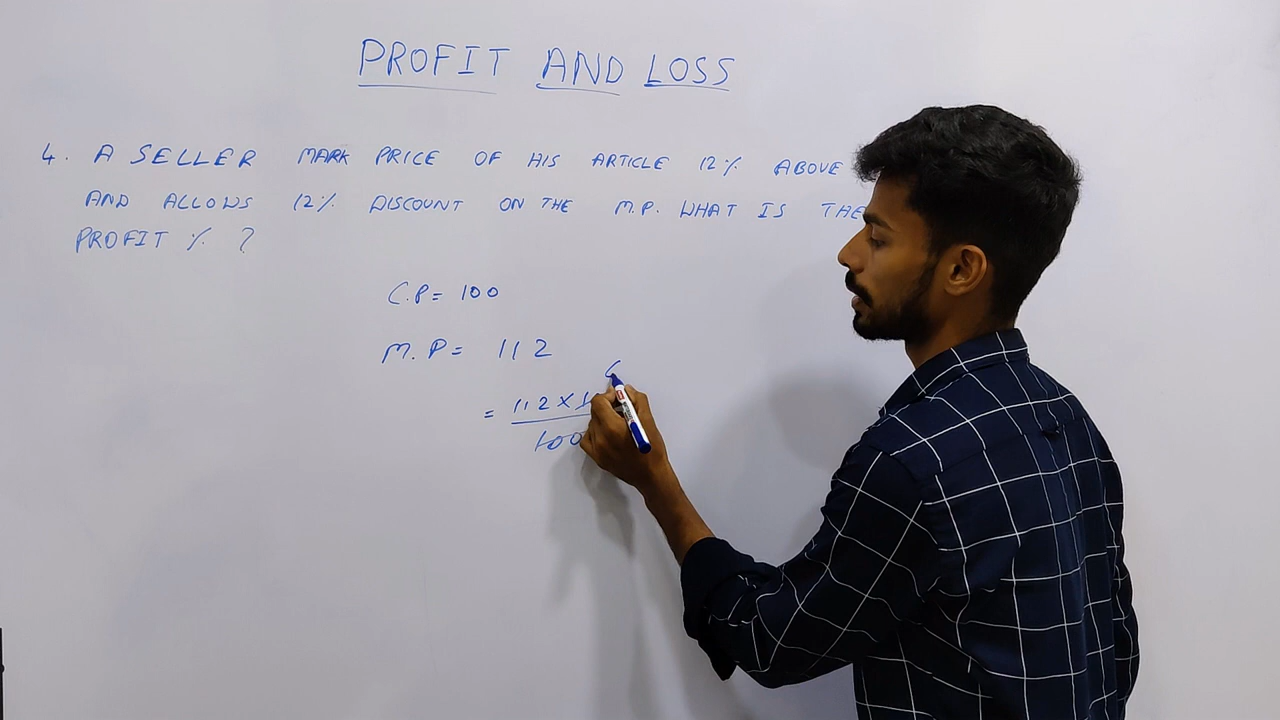 PROFIT AND LOSS
4. A SELLER MARK PRICE OF HIS ARTICLE 12% ABOVE
AND ALLOWS 12% DISCOUNT ON THE M.P. WHAT IS THE
PROFIT % ?
C.P = 100
M.P = 112
= 112 X
100